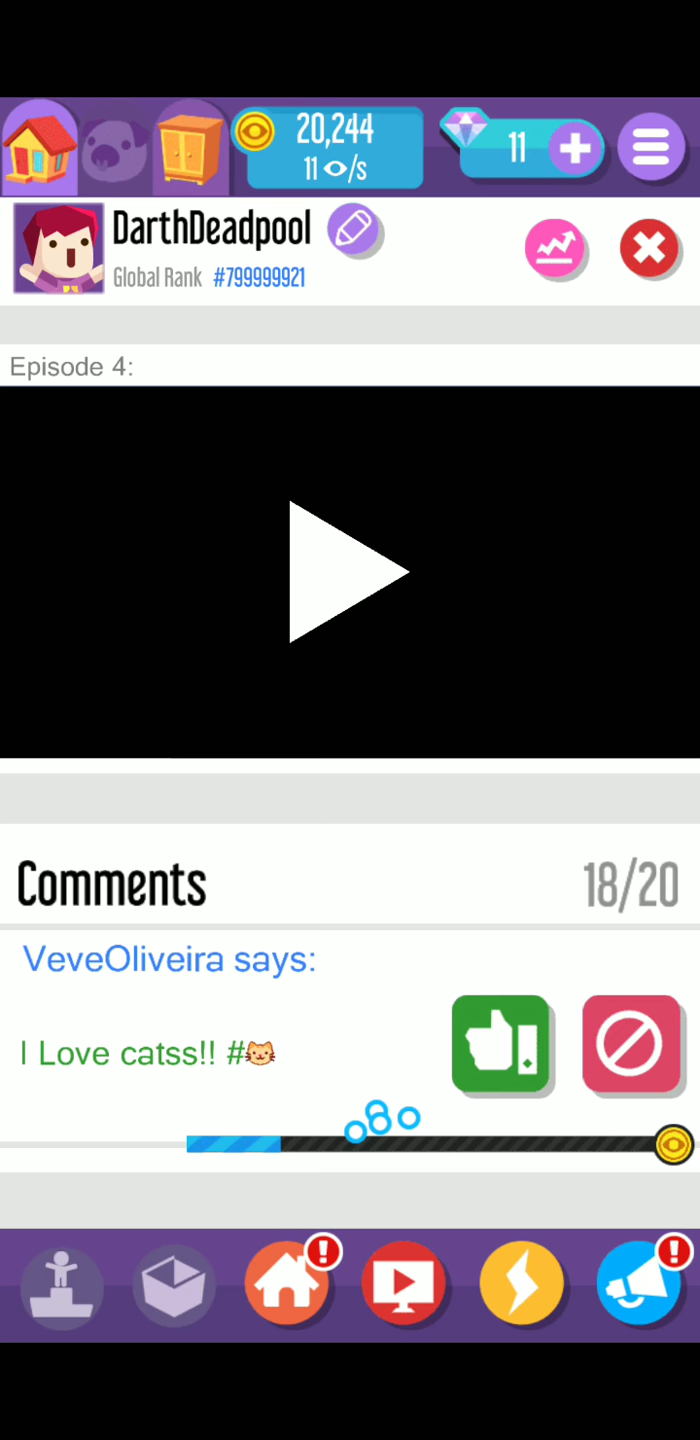 20,244
11
11 /s
DarthDeadpool
Global Rank #799999921
Episode 4:
Comments
18/20
VeveOliveira says:
I Love catss!! #🐱